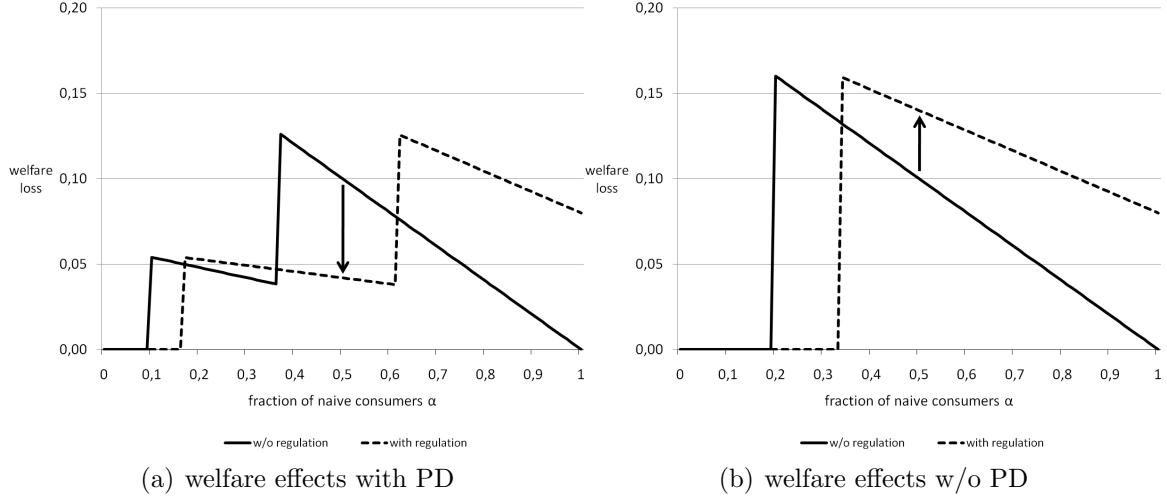 0,20
0,15
0,10
0,05
0,00
welfare
loss
0 0,1 0,2 0,3 0,4 0,5 0,6 0,7 0,8 0,9 1
fraction of naive consumers α
w/o regulation with regulation
(a) welfare effects with PD
0,20
0,15
0,10
0,05
0,00
welfare
loss
0 0,1 0,2 0,3 0,4 0,5 0,6 0,7 0,8 0,9 1
fraction of naive consumers α
w/o regulation with regulation
(b) welfare effects w/o PD